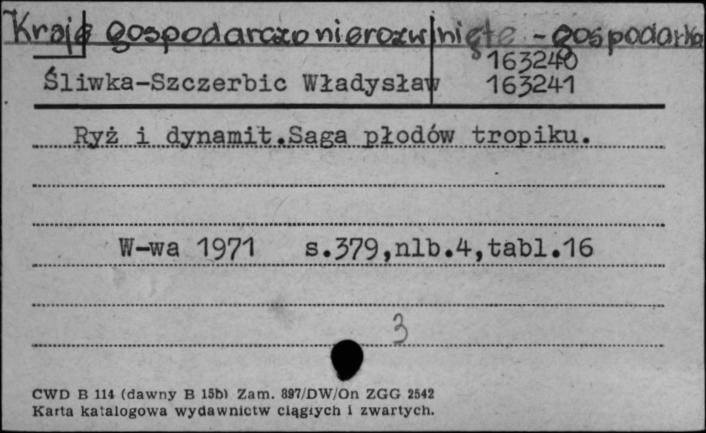 Kraje gospodarczo nierozwinięte - gospodarka
163240
Śliwka-Szczerbic Władysław 163241
Ryż i dynamit.Saga płodów tropiku.
W-wa 1971 s.379,nlb.4,tabl.16
3
CWD B 114 (dawny B 15b) Zam. 897/DW/On ZGG 2542
Karta katalogowa wydawnictw ciągłych i zwartych.